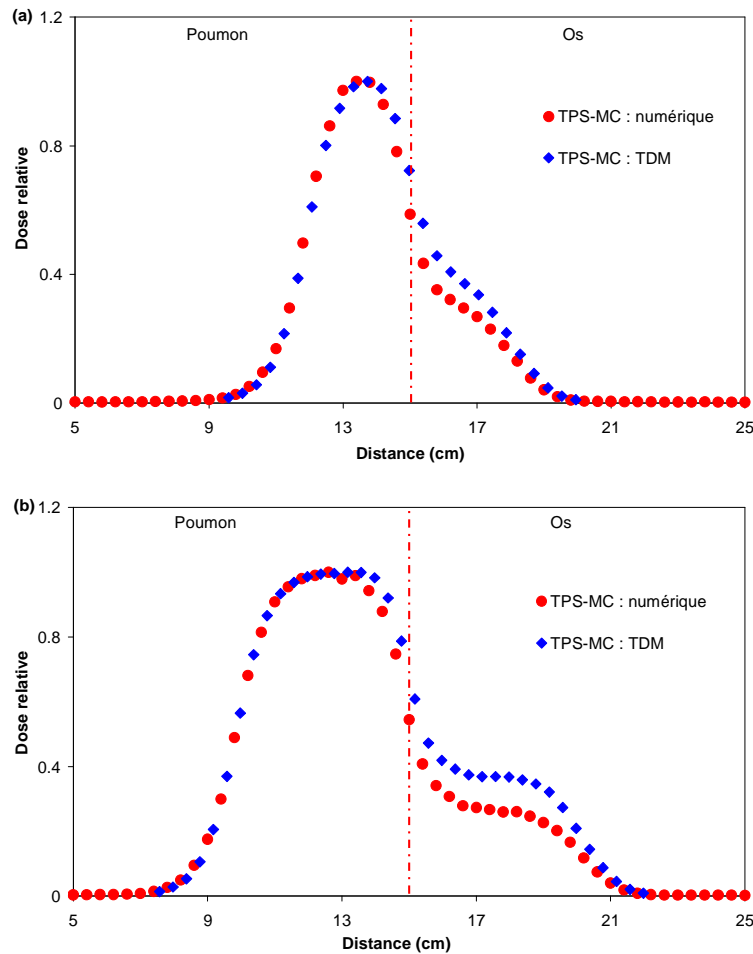 (a)
1.2
Poumon
Os
TPS-MC : numérique
TPS-MC : TDM
0.8
0.4
0
Dose relative
5
9
13
17
21
25
Distance (cm)
(b)
1.2
Poumon
Os
TPS-MC : numérique
TPS-MC : TDM
0.8
0.4
0
Dose relative
5
9
13
17
21
25
Distance (cm)